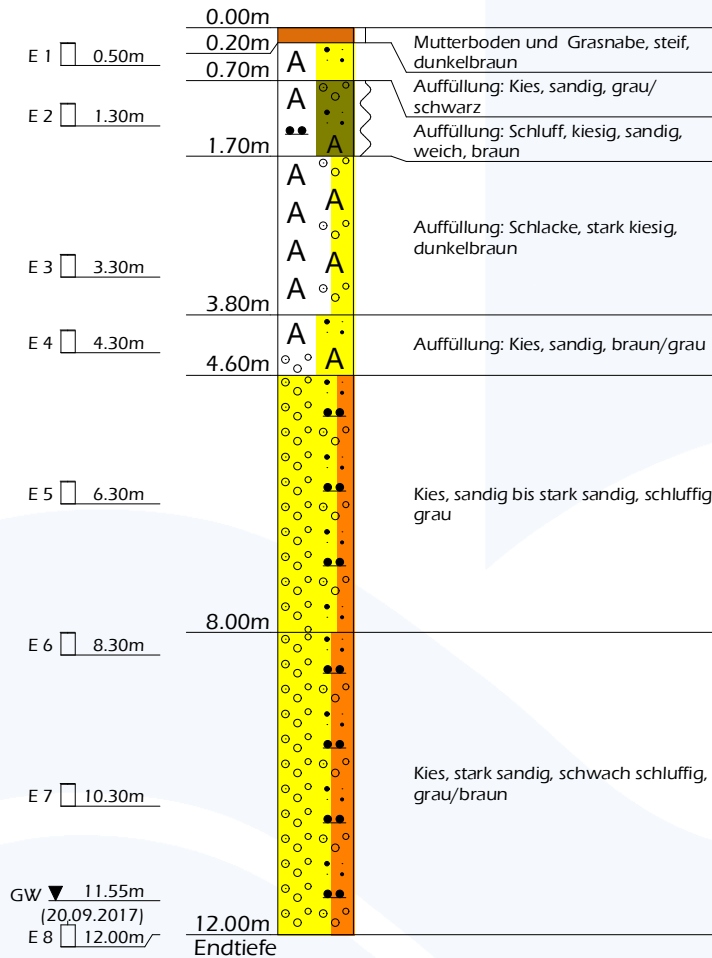 0.00m
0.20m
E 1 0.50m
0.70m
A
Mutterboden und Grasnabe, steif,
dunkelbraun
E 2 1.30m
A
Auffüllung: Kies, sandig, grau/
schwarz
1.70m
A
Auffüllung: Schluff, kiesig, sandig,
weich, braun
A
A
A
A
A
A
E 3 3.30m
Auffüllung: Schlacke, stark kiesig,
dunkelbraun
3.80m
E 4 4.30m
A
A
4.60m
Auffüllung: Kies, sandig, braun/grau
E 5 6.30m
Kies, sandig bis stark sandig, schluffig
grau
8.00m
E 6 8.30m
E 7 10.30m
Kies, stark sandig, schwach schluffig,
grau/braun
GW 11.55m
(20.09.2017)
E 8 12.00m
12.00m
Endtiefe